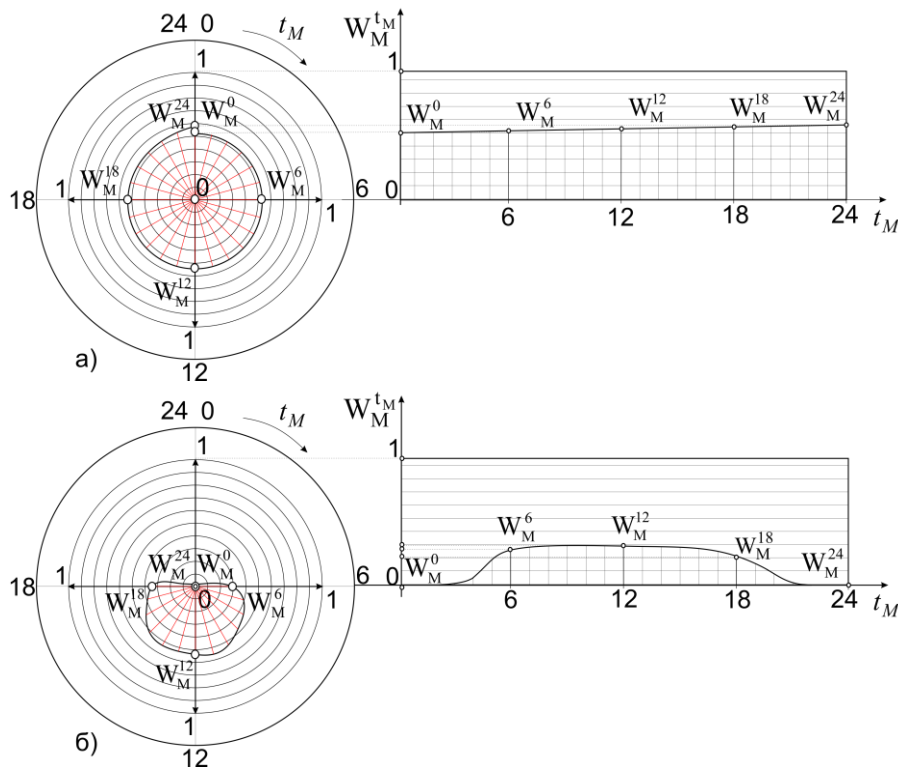 24 0
t_M
W_M^{t_M}
1
1
W_M^{24} W_M^0
W_M^0 W_M^6 W_M^{12} W_M^{18} W_M^{24}
W_M^{18} 0 W_M^6
18 1 1 6 0
6 12 18 24 t_M
W_M^{12}
1
а)
12
24 0
t_M
W_M^{t_M}
1
1
W_M^6 W_M^{12} W_M^{18}
W_M^{24} W_M^0
W_M^0 W_M^{24}
18 1 1 6 0
W_M^{18} 0 W_M^6
6 12 18 24 t_M
W_M^{12}
1
б)
12